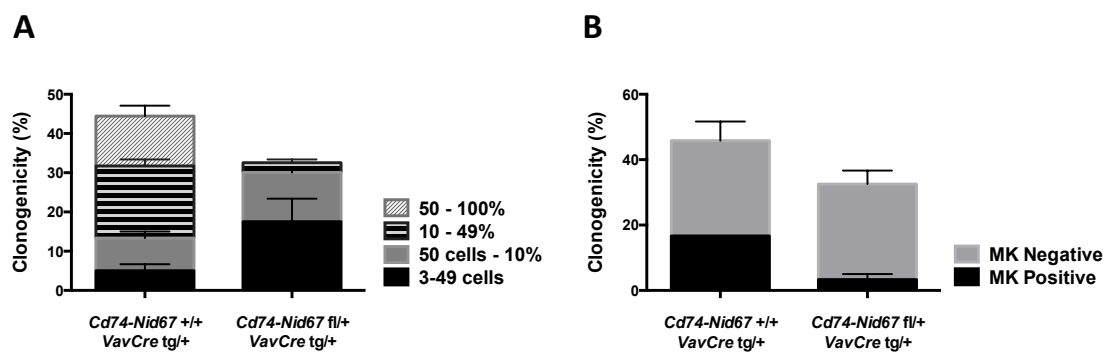 A
Clonogenicity (%)
50
40
30
20
10
0
Cd74-Nid67 +/+
VavCre tg/+
Cd74-Nid67 fl/+
VavCre tg/+
50 - 100%
10 - 49%
50 cells - 10%
3-49 cells
B
Clonogenicity (%)
60
40
20
0
Cd74-Nid67 +/+
VavCre tg/+
Cd74-Nid67 fl/+
VavCre tg/+
MK Negative
MK Positive